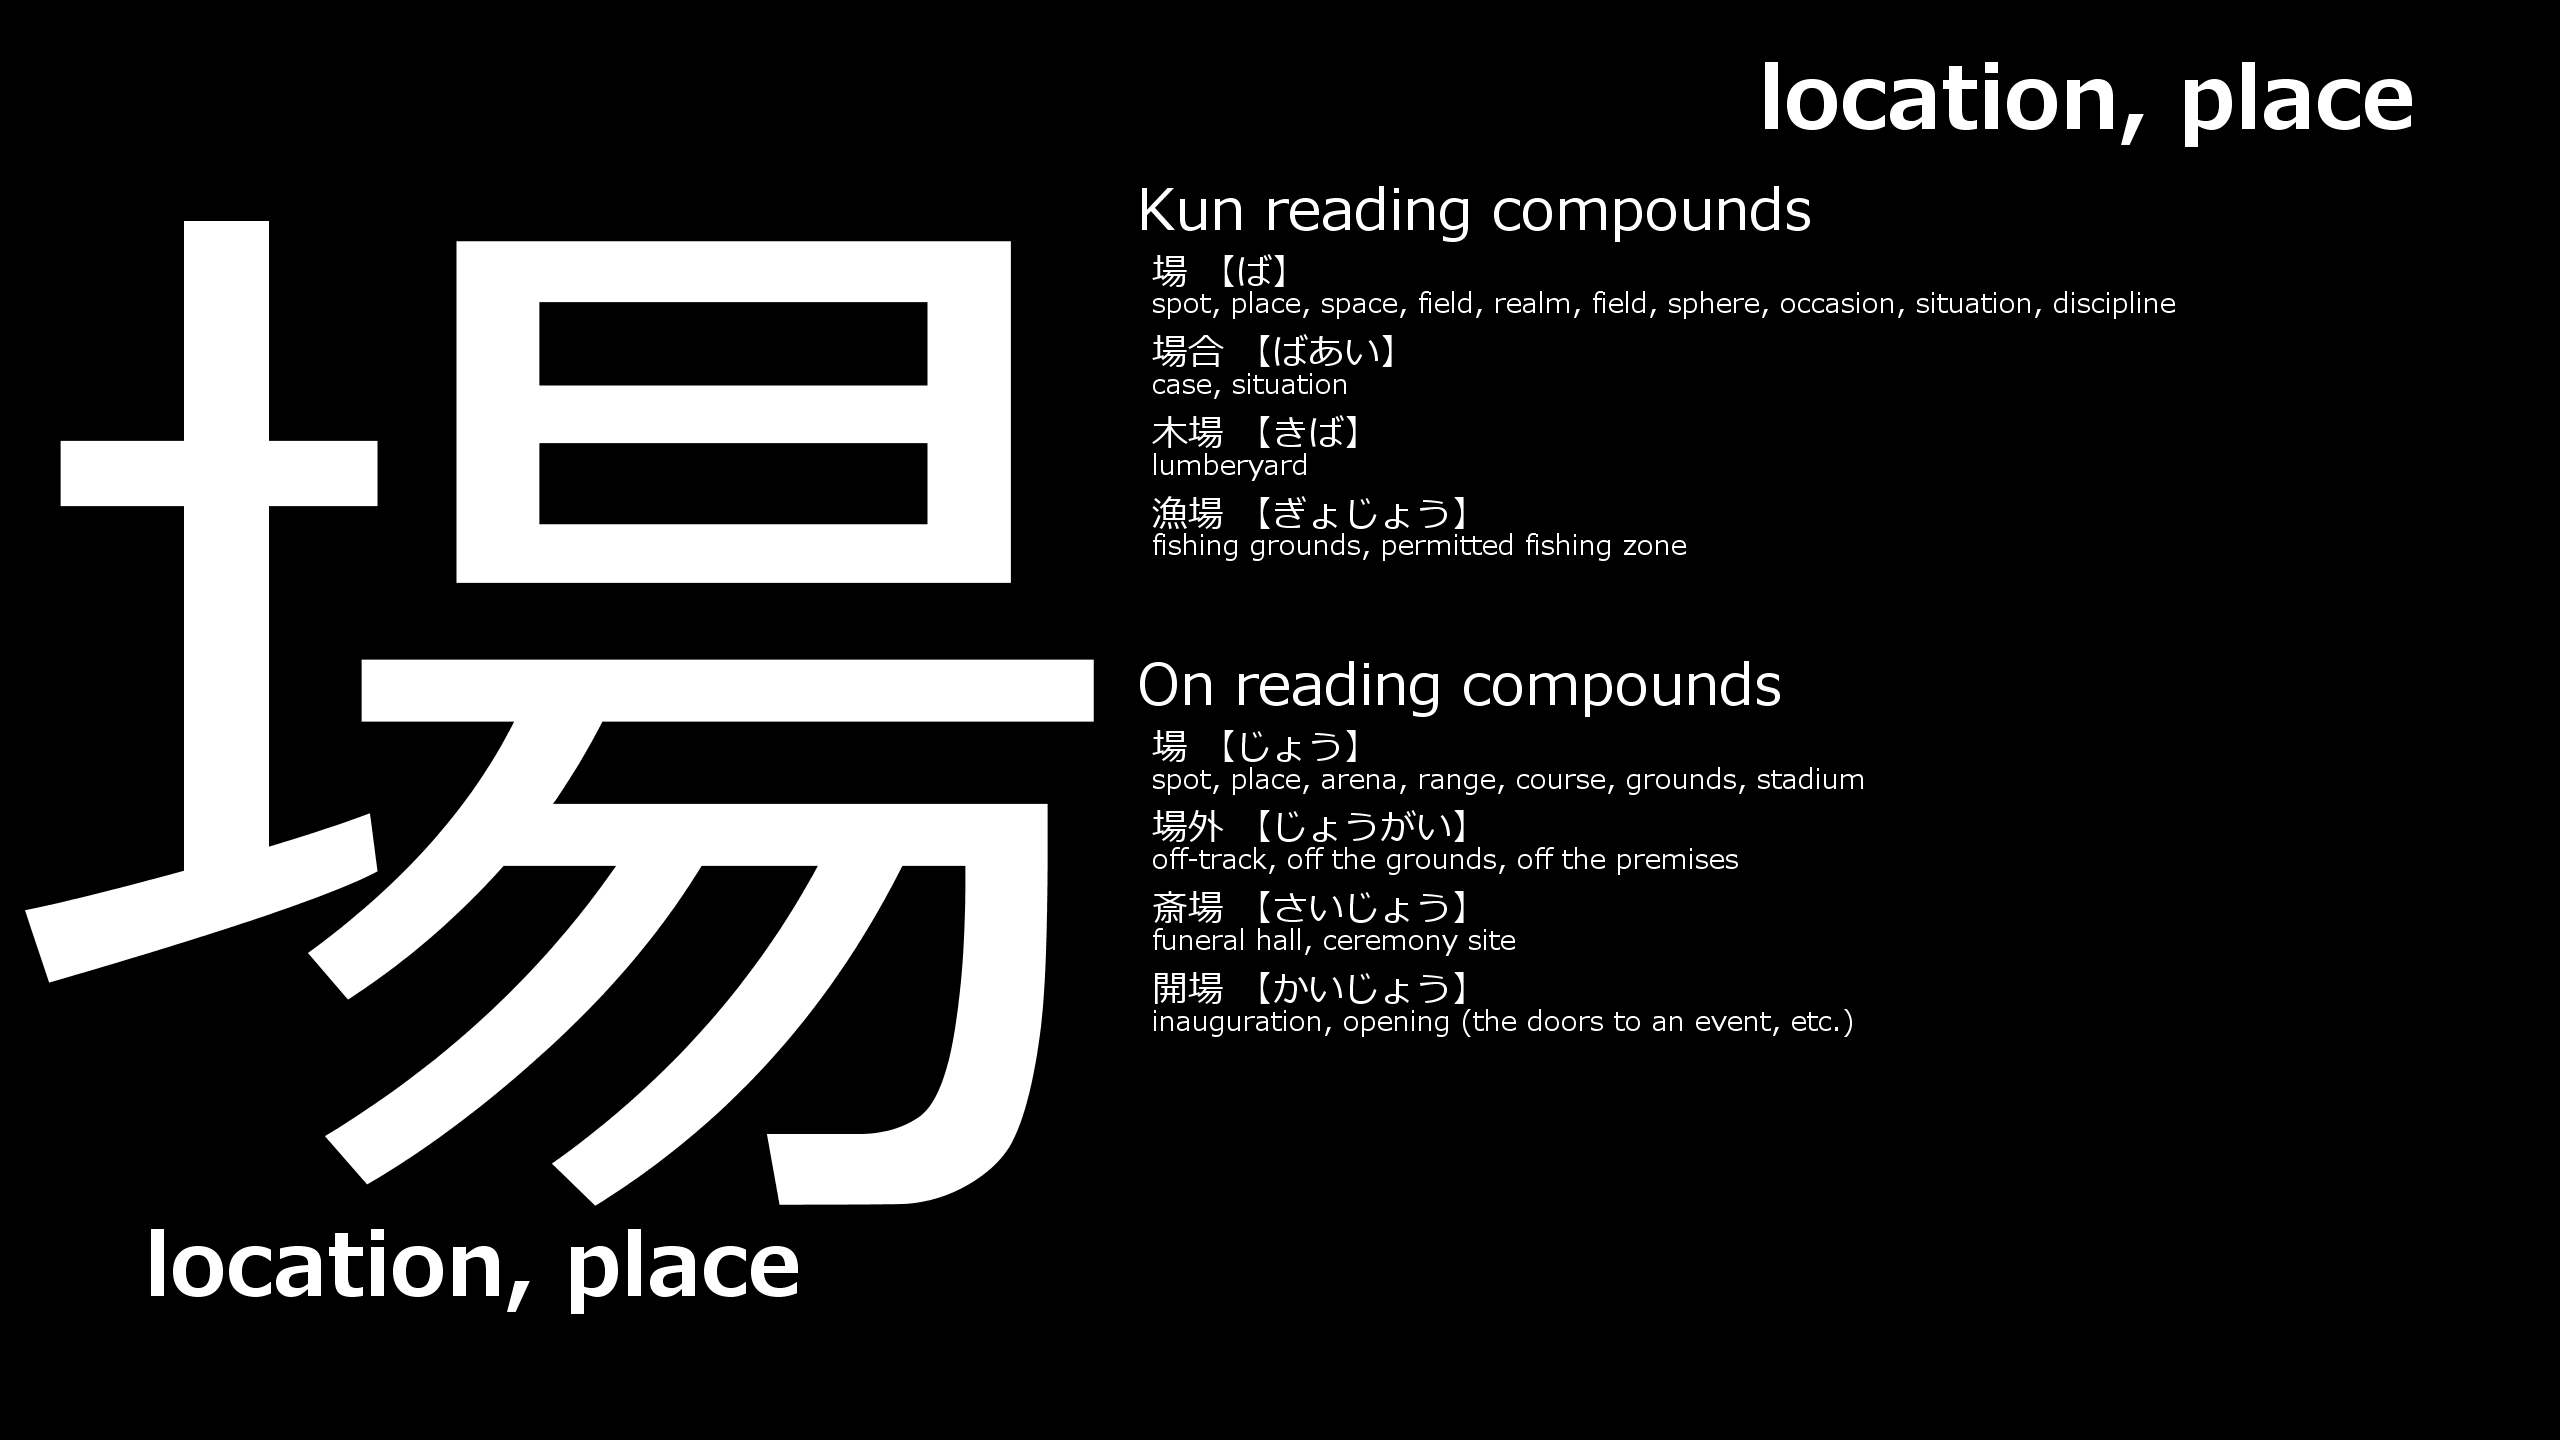 location, place
場
Kun reading compounds
場 【ば】
spot, place, space, field, realm, field, sphere, occasion, situation, discipline
場合 【ばあい】
case, situation
木場 【きば】
lumberyard
漁場 【ぎょじょう】
fishing grounds, permitted fishing zone
On reading compounds
場 【じょう】
spot, place, arena, range, course, grounds, stadium
場外 【じょうがい】
off-track, off the grounds, off the premises
斎場 【さいじょう】
funeral hall, ceremony site
開場 【かいじょう】
inauguration, opening (the doors to an event, etc.)
location, place